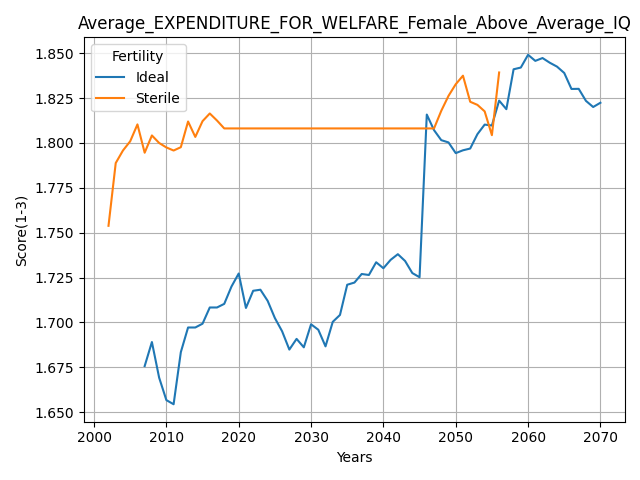 Average_EXPENDITURE_FOR_WELFARE_Female_Above_Average_IQ
Fertility
Ideal
Sterile
Score(1-3)
1.850
1.825
1.800
1.775
1.750
1.725
1.700
1.675
1.650
2000 2010 2020 2030 2040 2050 2060 2070
Years